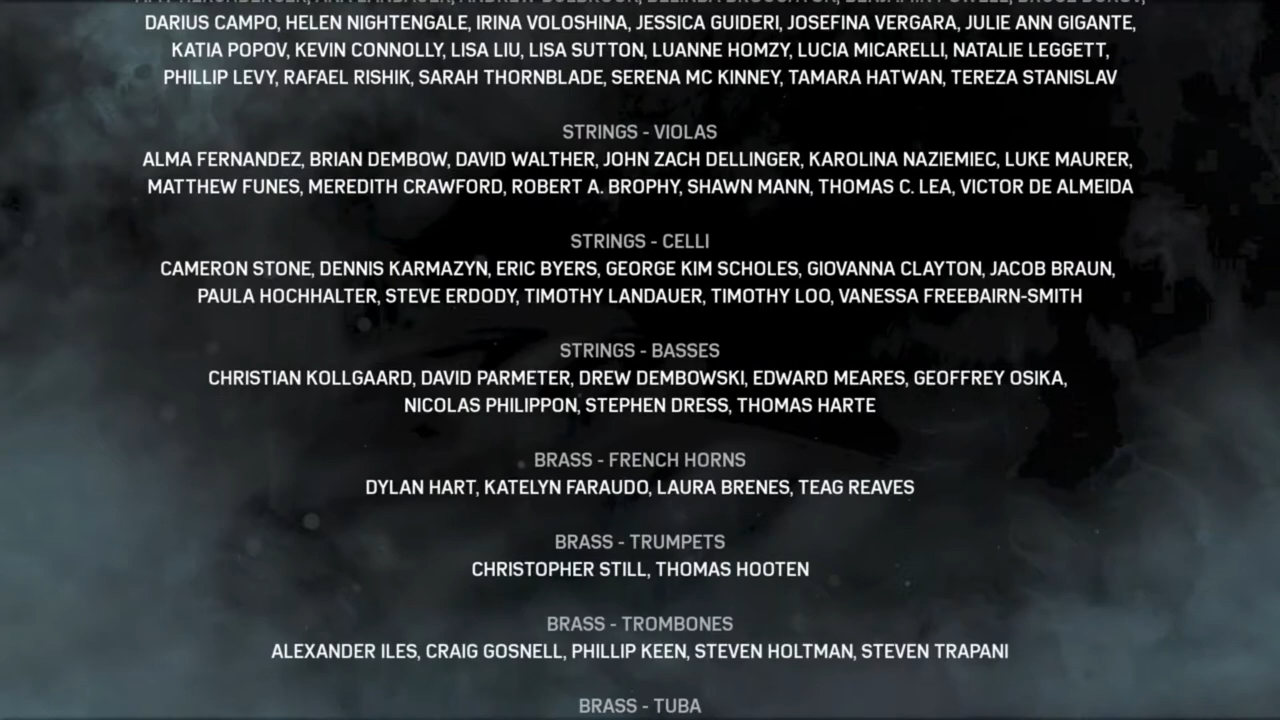 DARIUS CAMPO, HELEN NIGHTENGALE, IRINA VOLOSHINA, JESSICA GUIDERI, JOSEFINA VERGARA, JULIE ANN GIGANTE,
KATIA POPOV, KEVIN CONNOLLY, LISA LIU, LISA SUTTON, LUANNE HOMZY, LUCIA MICARELLI, NATALIE LEGGETT,
PHILLIP LEVY, RAFAEL RISHIK, SARAH THORNBLADE, SERENA MC KINNEY, TAMARA HATWAN, TEREZA STANISLAV
STRINGS - VIOLAS
ALMA FERNANDEZ, BRIAN DEMBOW, DAVID WALTHER, JOHN ZACH DELLINGER, KAROLINA NAZIEMIEC, LUKE MAURER,
MATTHEW FUNES, MEREDITH CRAWFORD, ROBERT A. BROPHY, SHAWN MANN, THOMAS C. LEA, VICTOR DE ALMEIDA
STRINGS - CELLI
CAMERON STONE, DENNIS KARMAZYN, ERIC BYERS, GEORGE KIM SCHOLES, GIOVANNA CLAYTON, JACOB BRAUN,
PAULA HOCHHALTER, STEVE ERDODY, TIMOTHY LANDAUER, TIMOTHY LOO, VANESSA FREEBAIRN-SMITH
STRINGS - BASSES
CHRISTIAN KOLLGAARD, DAVID PARMETER, DREW DEMBOWSKI, EDWARD MEARES, GEOFFREY OSIKA,
NICOLAS PHILIPPON, STEPHEN DRESS, THOMAS HARTE
BRASS - FRENCH HORNS
DYLAN HART, KATELYN FARAUDO, LAURA BRENES, TEAG REAVES
BRASS - TRUMPETS
CHRISTOPHER STILL, THOMAS HOOTEN
BRASS - TROMBONES
ALEXANDER ILES, CRAIG GOSNELL, PHILLIP KEEN, STEVEN HOLTMAN, STEVEN TRAPANI
BRASS - TUBA